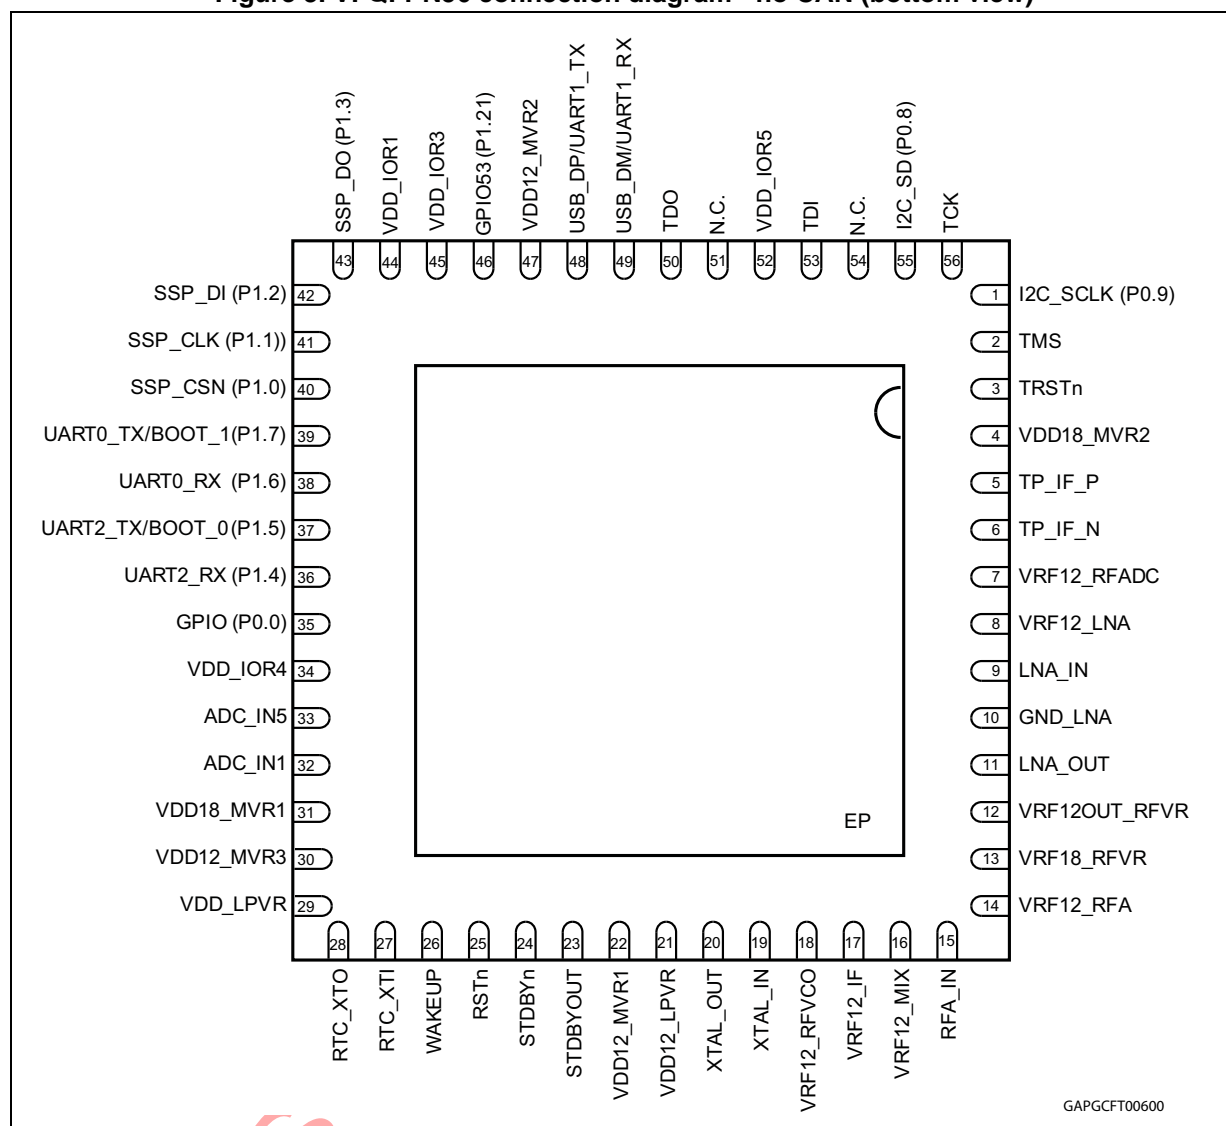 SSP_DO (P1.3)
VDD_IOR1
VDD_IOR3
GPIO53 (P1.21)
VDD12_MVR2
USB_DP/UART1_TX
USB_DM/UART1_RX
TDO
N.C.
VDD_IOR5
TDI
N.C.
I2C_SD (P0.8)
TCK
43 44 45 46 47 48 49 50 51 52 53 54 55 56
SSP_DI (P1.2) 42
SSP_CLK (P1.1)) 41
SSP_CSN (P1.0) 40
UART0_TX/BOOT_1(P1.7) 39
UART0_RX (P1.6) 38
UART2_TX/BOOT_0(P1.5) 37
UART2_RX (P1.4) 36
GPIO (P0.0) 35
VDD_IOR4 34
ADC_IN5 33
ADC_IN1 32
VDD18_MVR1 31
VDD12_MVR3 30
VDD_LPVR 29
1 I2C_SCLK (P0.9)
2 TMS
3 TRSTn
4 VDD18_MVR2
5 TP_IF_P
6 TP_IF_N
7 VRF12_RFADC
8 VRF12_LNA
9 LNA_IN
10 GND_LNA
11 LNA_OUT
12 VRF12OUT_RFVR
13 VRF18_RFVR
14 VRF12_RFA
EP
28 27 26 25 24 23 22 21 20 19 18 17 16 15
RTC_XTO
RTC_XTI
WAKEUP
RSTn
STDBYn
STDBYOUT
VDD12_MVR1
VDD12_LPVR
XTAL_OUT
XTAL_IN
VRF12_RFVCO
VRF12_IF
VRF12_MIX
RFA_IN
GAPGCFT00600